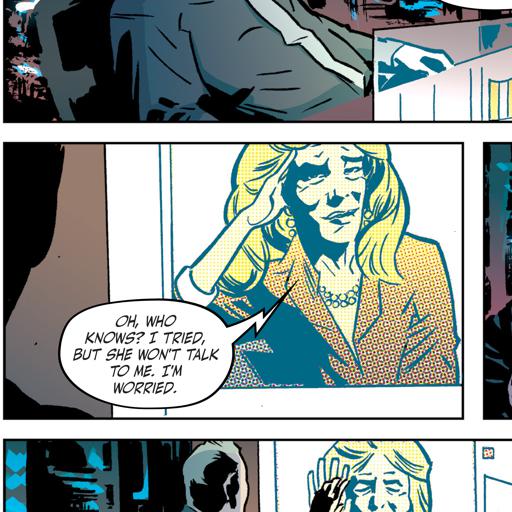 OH, WHO
KNOWS? I TRIED,
BUT SHE WON'T TALK
TO ME. I'M
WORRIED.